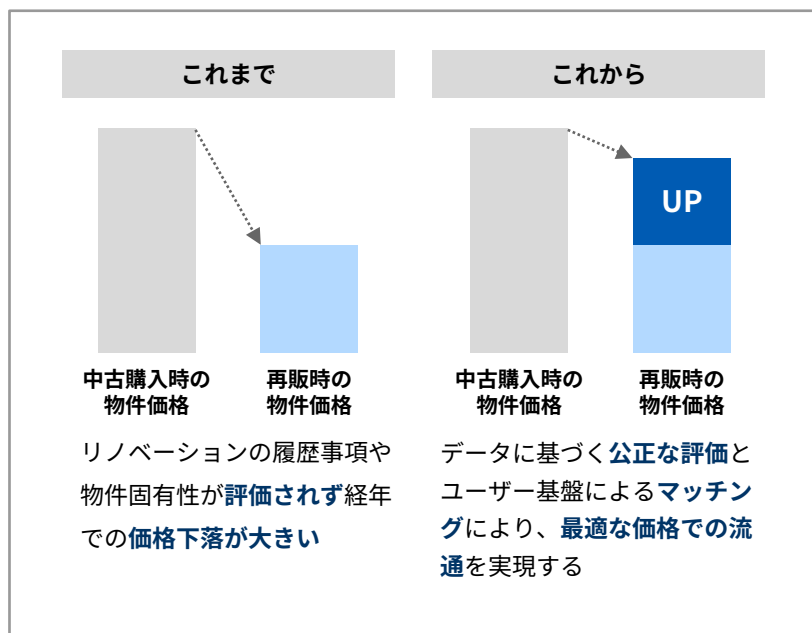 これまで
中古購入時の
物件価格
再販時の
物件価格
リノベーションの履歴事項や
物件固有性が評価されず経年
での価格下落が大きい
これから
UP
中古購入時の
物件価格
再販時の
物件価格
データに基づく公正な評価と
ユーザー基盤によるマッチン
グにより、最適な価格での流
通を実現する